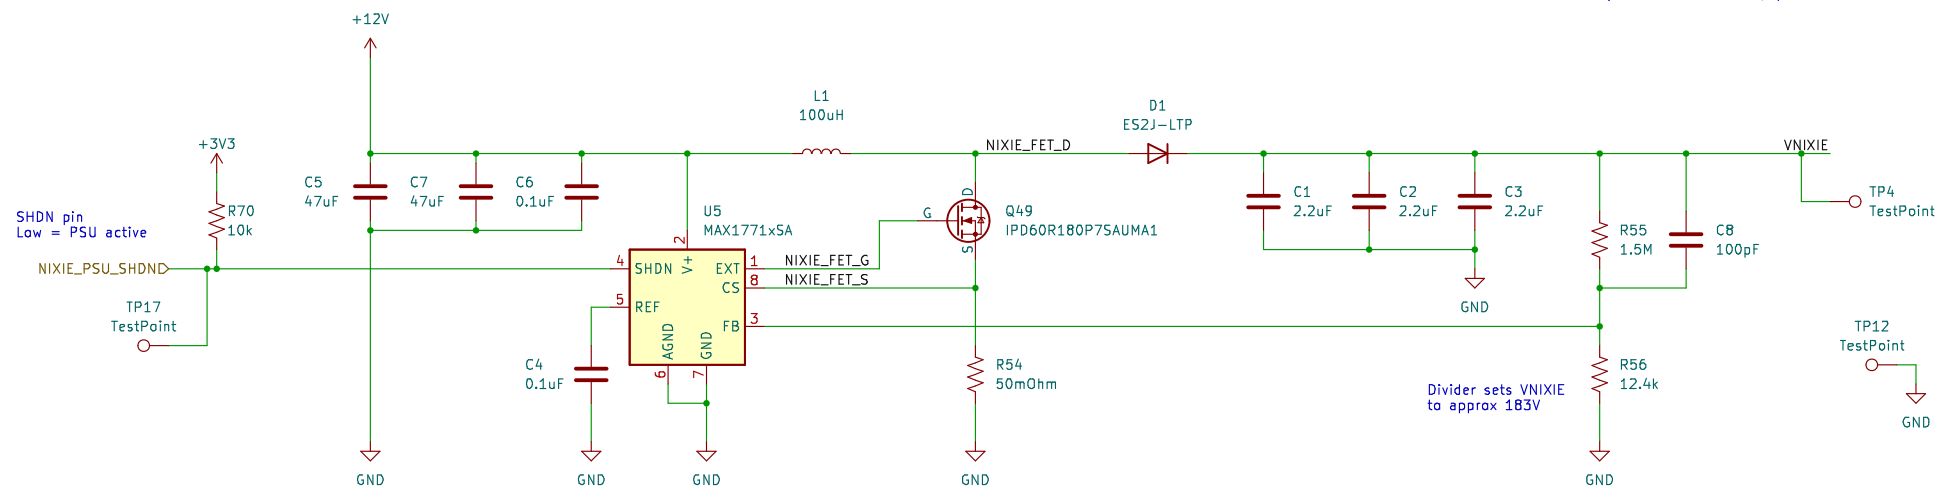 +12V
+3V3
R70
10k
SHDN pin
Low = PSU active
NIXIE_PSU_SHDN
TP17
TestPoint
C5
47uF
C7
47uF
C6
0.1uF
L1
100uH
U5
MAX1771xSA
2
V+
4
SHDN
5
REF
EXT
1
CS
8
FB
3
AGND
6
GND
7
C4
0.1uF
NIXIE_FET_G
NIXIE_FET_S
NIXIE_FET_D
D
G
S
Q49
IPD60R180P7SAUMA1
R54
50mOhm
D1
ES2J-LTP
C1
2.2uF
C2
2.2uF
C3
2.2uF
GND
R55
1.5M
C8
100pF
R56
12.4k
Divider sets VNIXIE
to approx 183V
VNIXIE
TP4
TestPoint
TP12
TestPoint
GND
GND
GND
GND
GND
GND